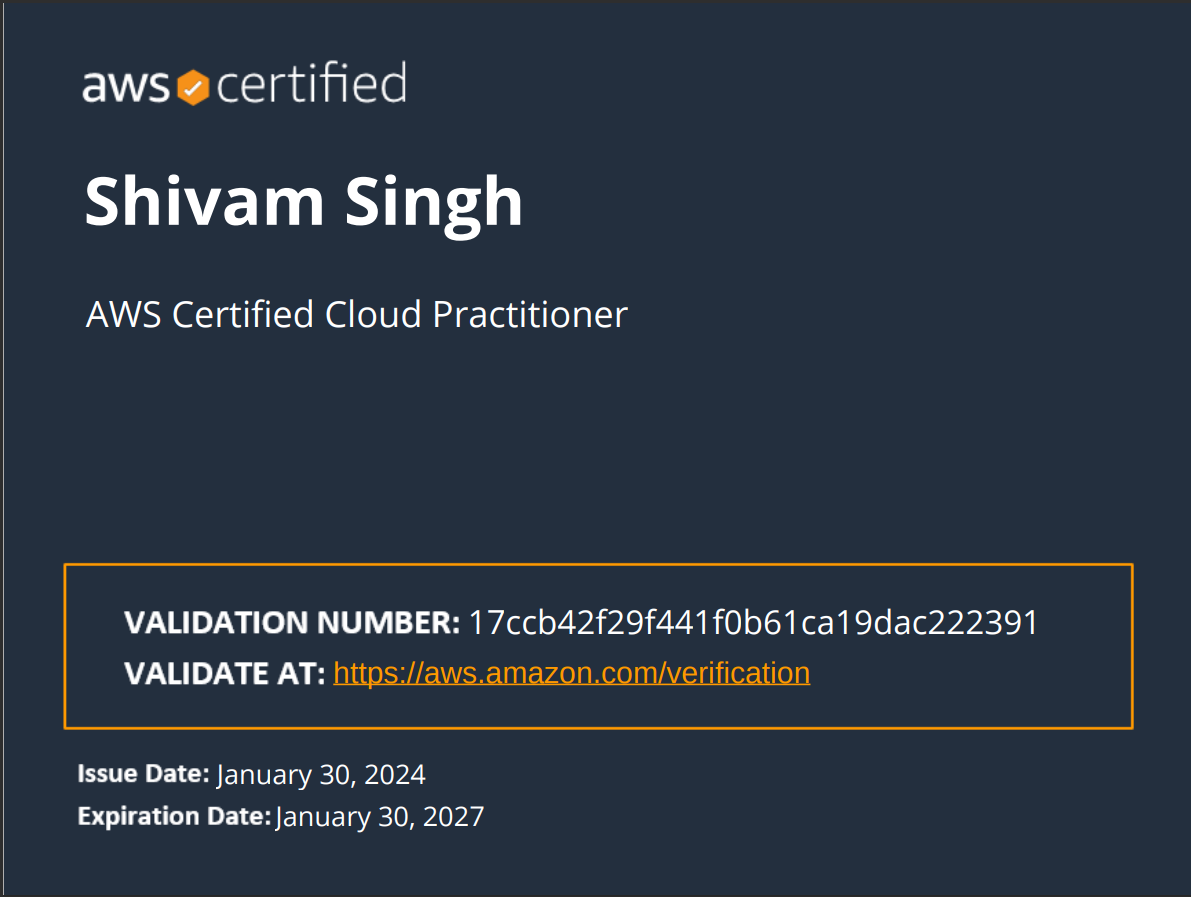 aws certified
Shivam Singh
AWS Certified Cloud Practitioner
VALIDATION NUMBER: 17ccb42f29f441f0b61ca19dac222391
VALIDATE AT: https://aws.amazon.com/verification
Issue Date: January 30, 2024
Expiration Date: January 30, 2027